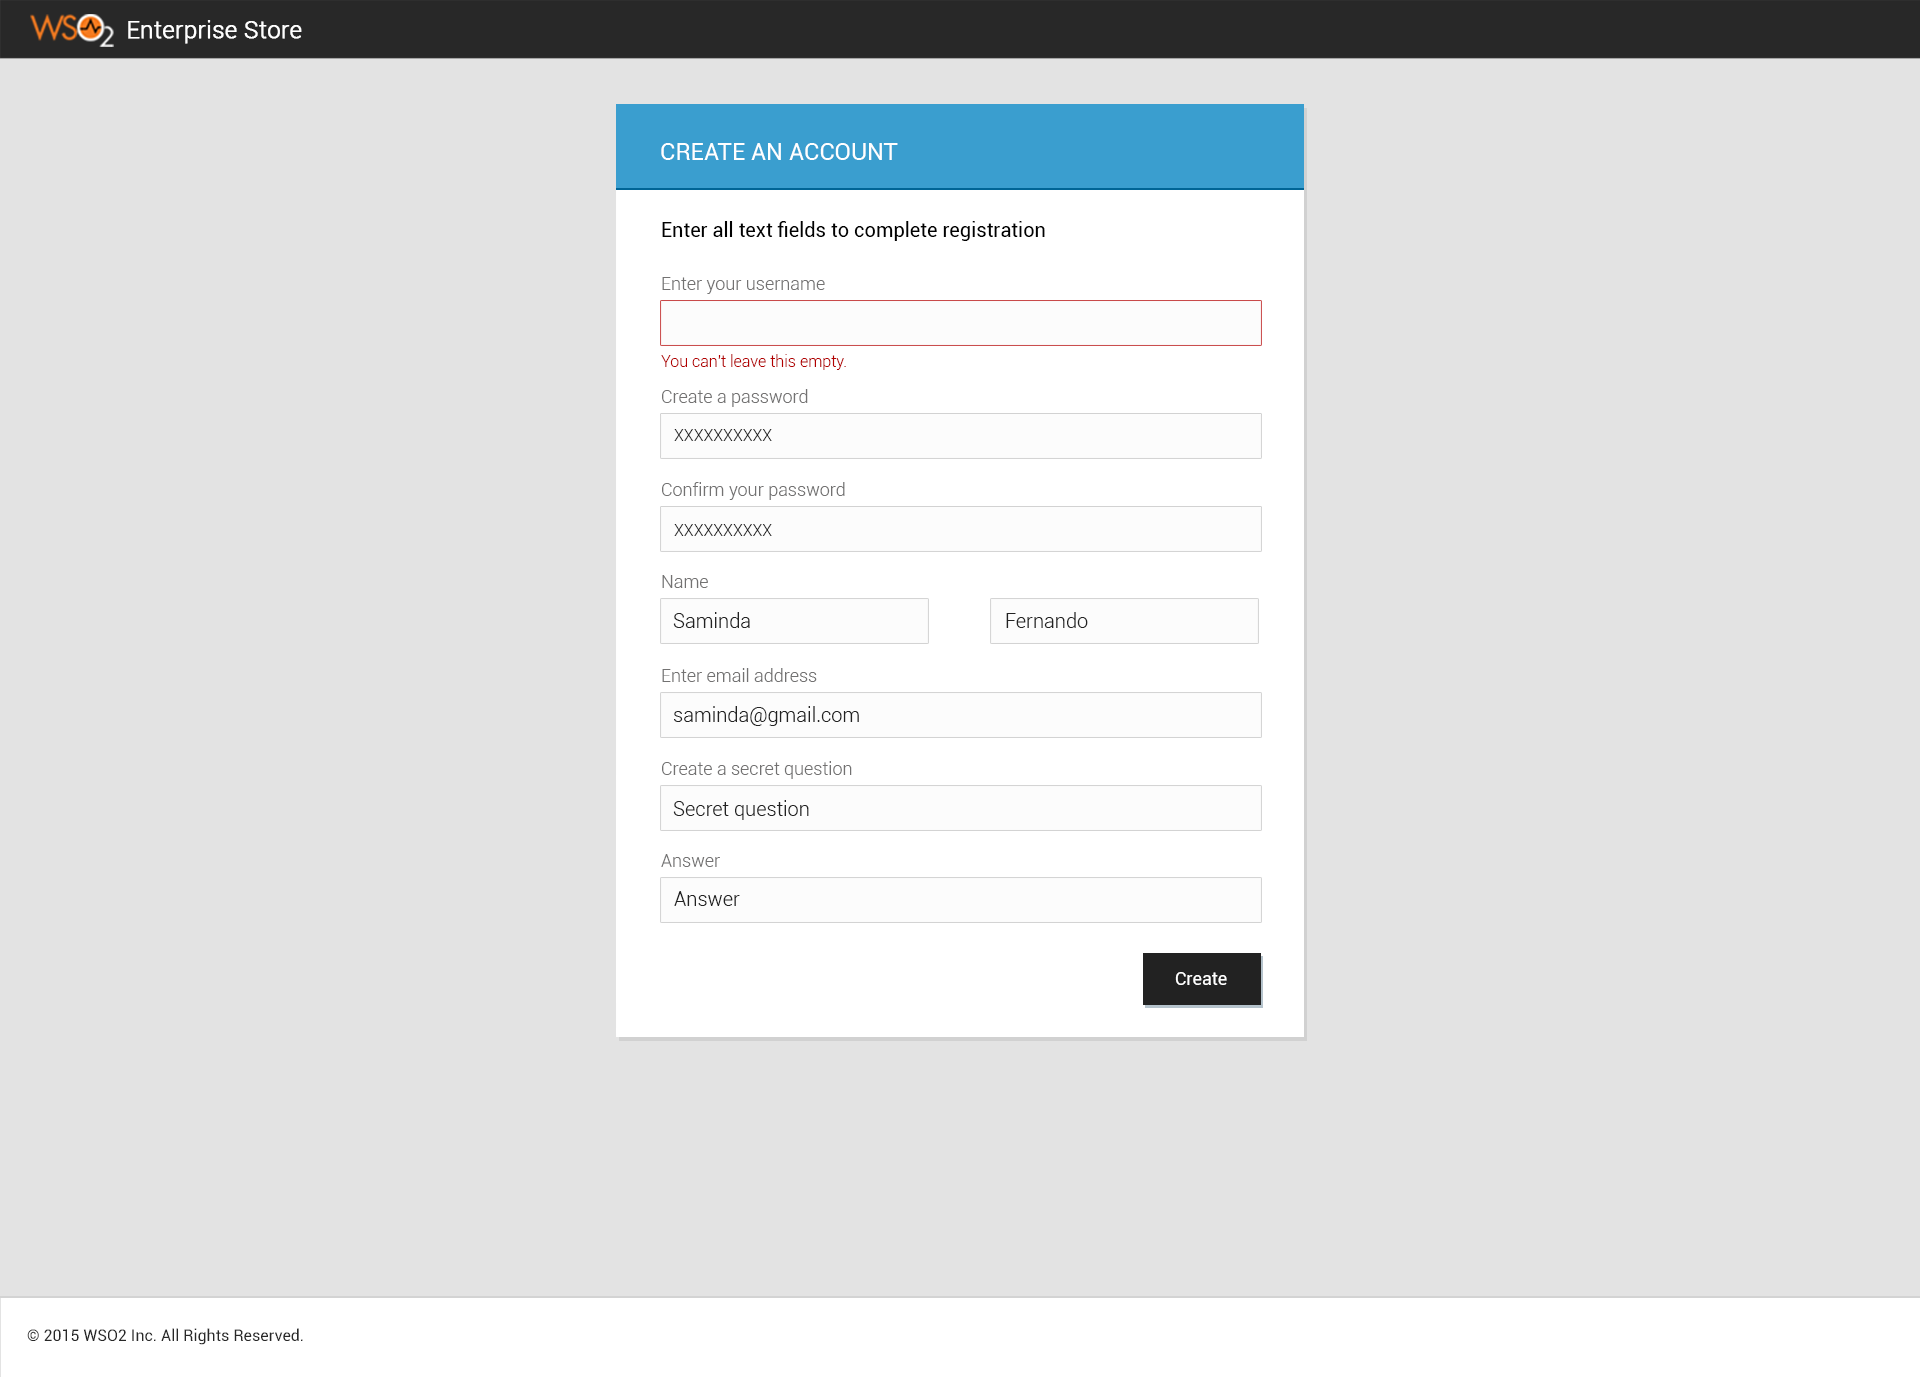 WSO2 Enterprise Store
CREATE AN ACCOUNT
Enter all text fields to complete registration
Enter your username
You can't leave this empty.
Create a password
XXXXXXXXXX
Confirm your password
XXXXXXXXXX
Name
Saminda Fernando
Enter email address
saminda@gmail.com
Create a secret question
Secret question
Answer
Answer
Create
© 2015 WSO2 Inc. All Rights Reserved.